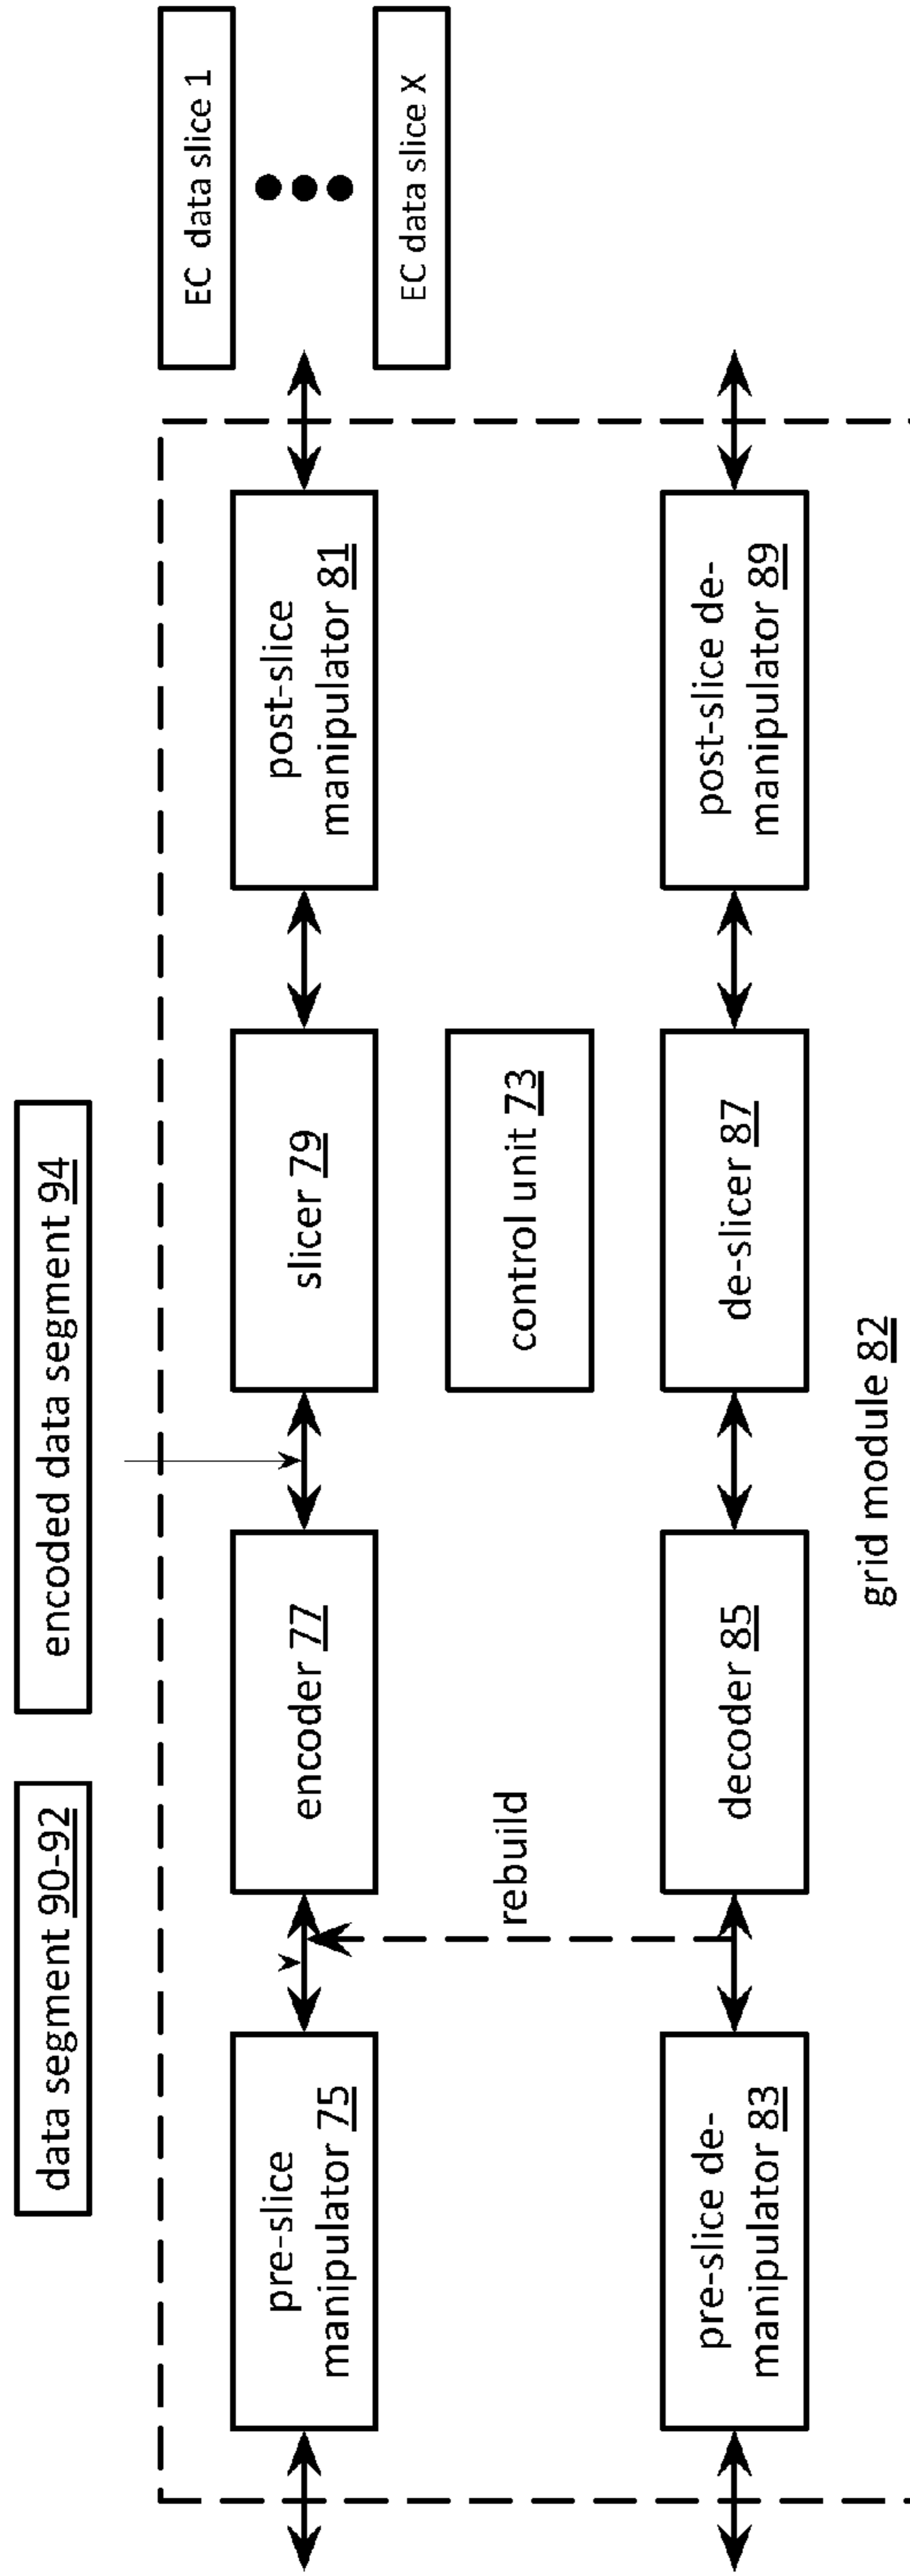 data segment 90-92
encoded data segment 94
EC data slice 1
EC data slice X
pre-slice
manipulator 75
encoder 77
slicer 79
post-slice
manipulator 81
rebuild
control unit 73
pre-slice de-
manipulator 83
decoder 85
de-slicer 87
post-slice de-
manipulator 89
grid module 82